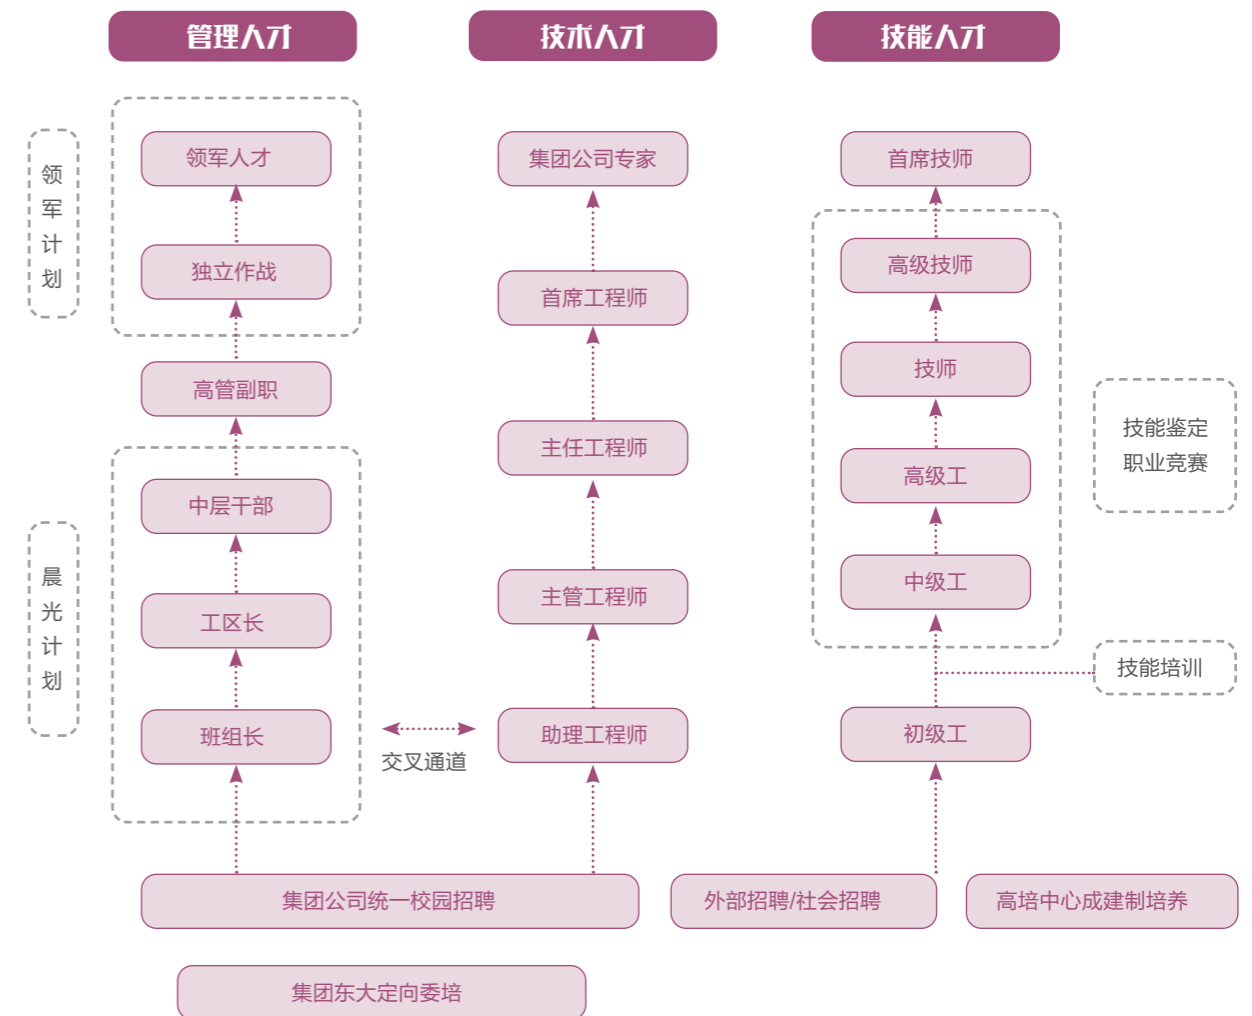 管理人才
技术人才
技能人才
领军计划
领军人才
独立作战
高管副职
晨光计划
中层干部
工区长
班组长
交叉通道
集团公司专家
首席工程师
主任工程师
主管工程师
助理工程师
首席技师
高级技师
技师
高级工
中级工
初级工
技能鉴定
职业竞赛
技能培训
集团公司统一校园招聘
外部招聘/社会招聘
高培中心成建制培养
集团东大定向委培